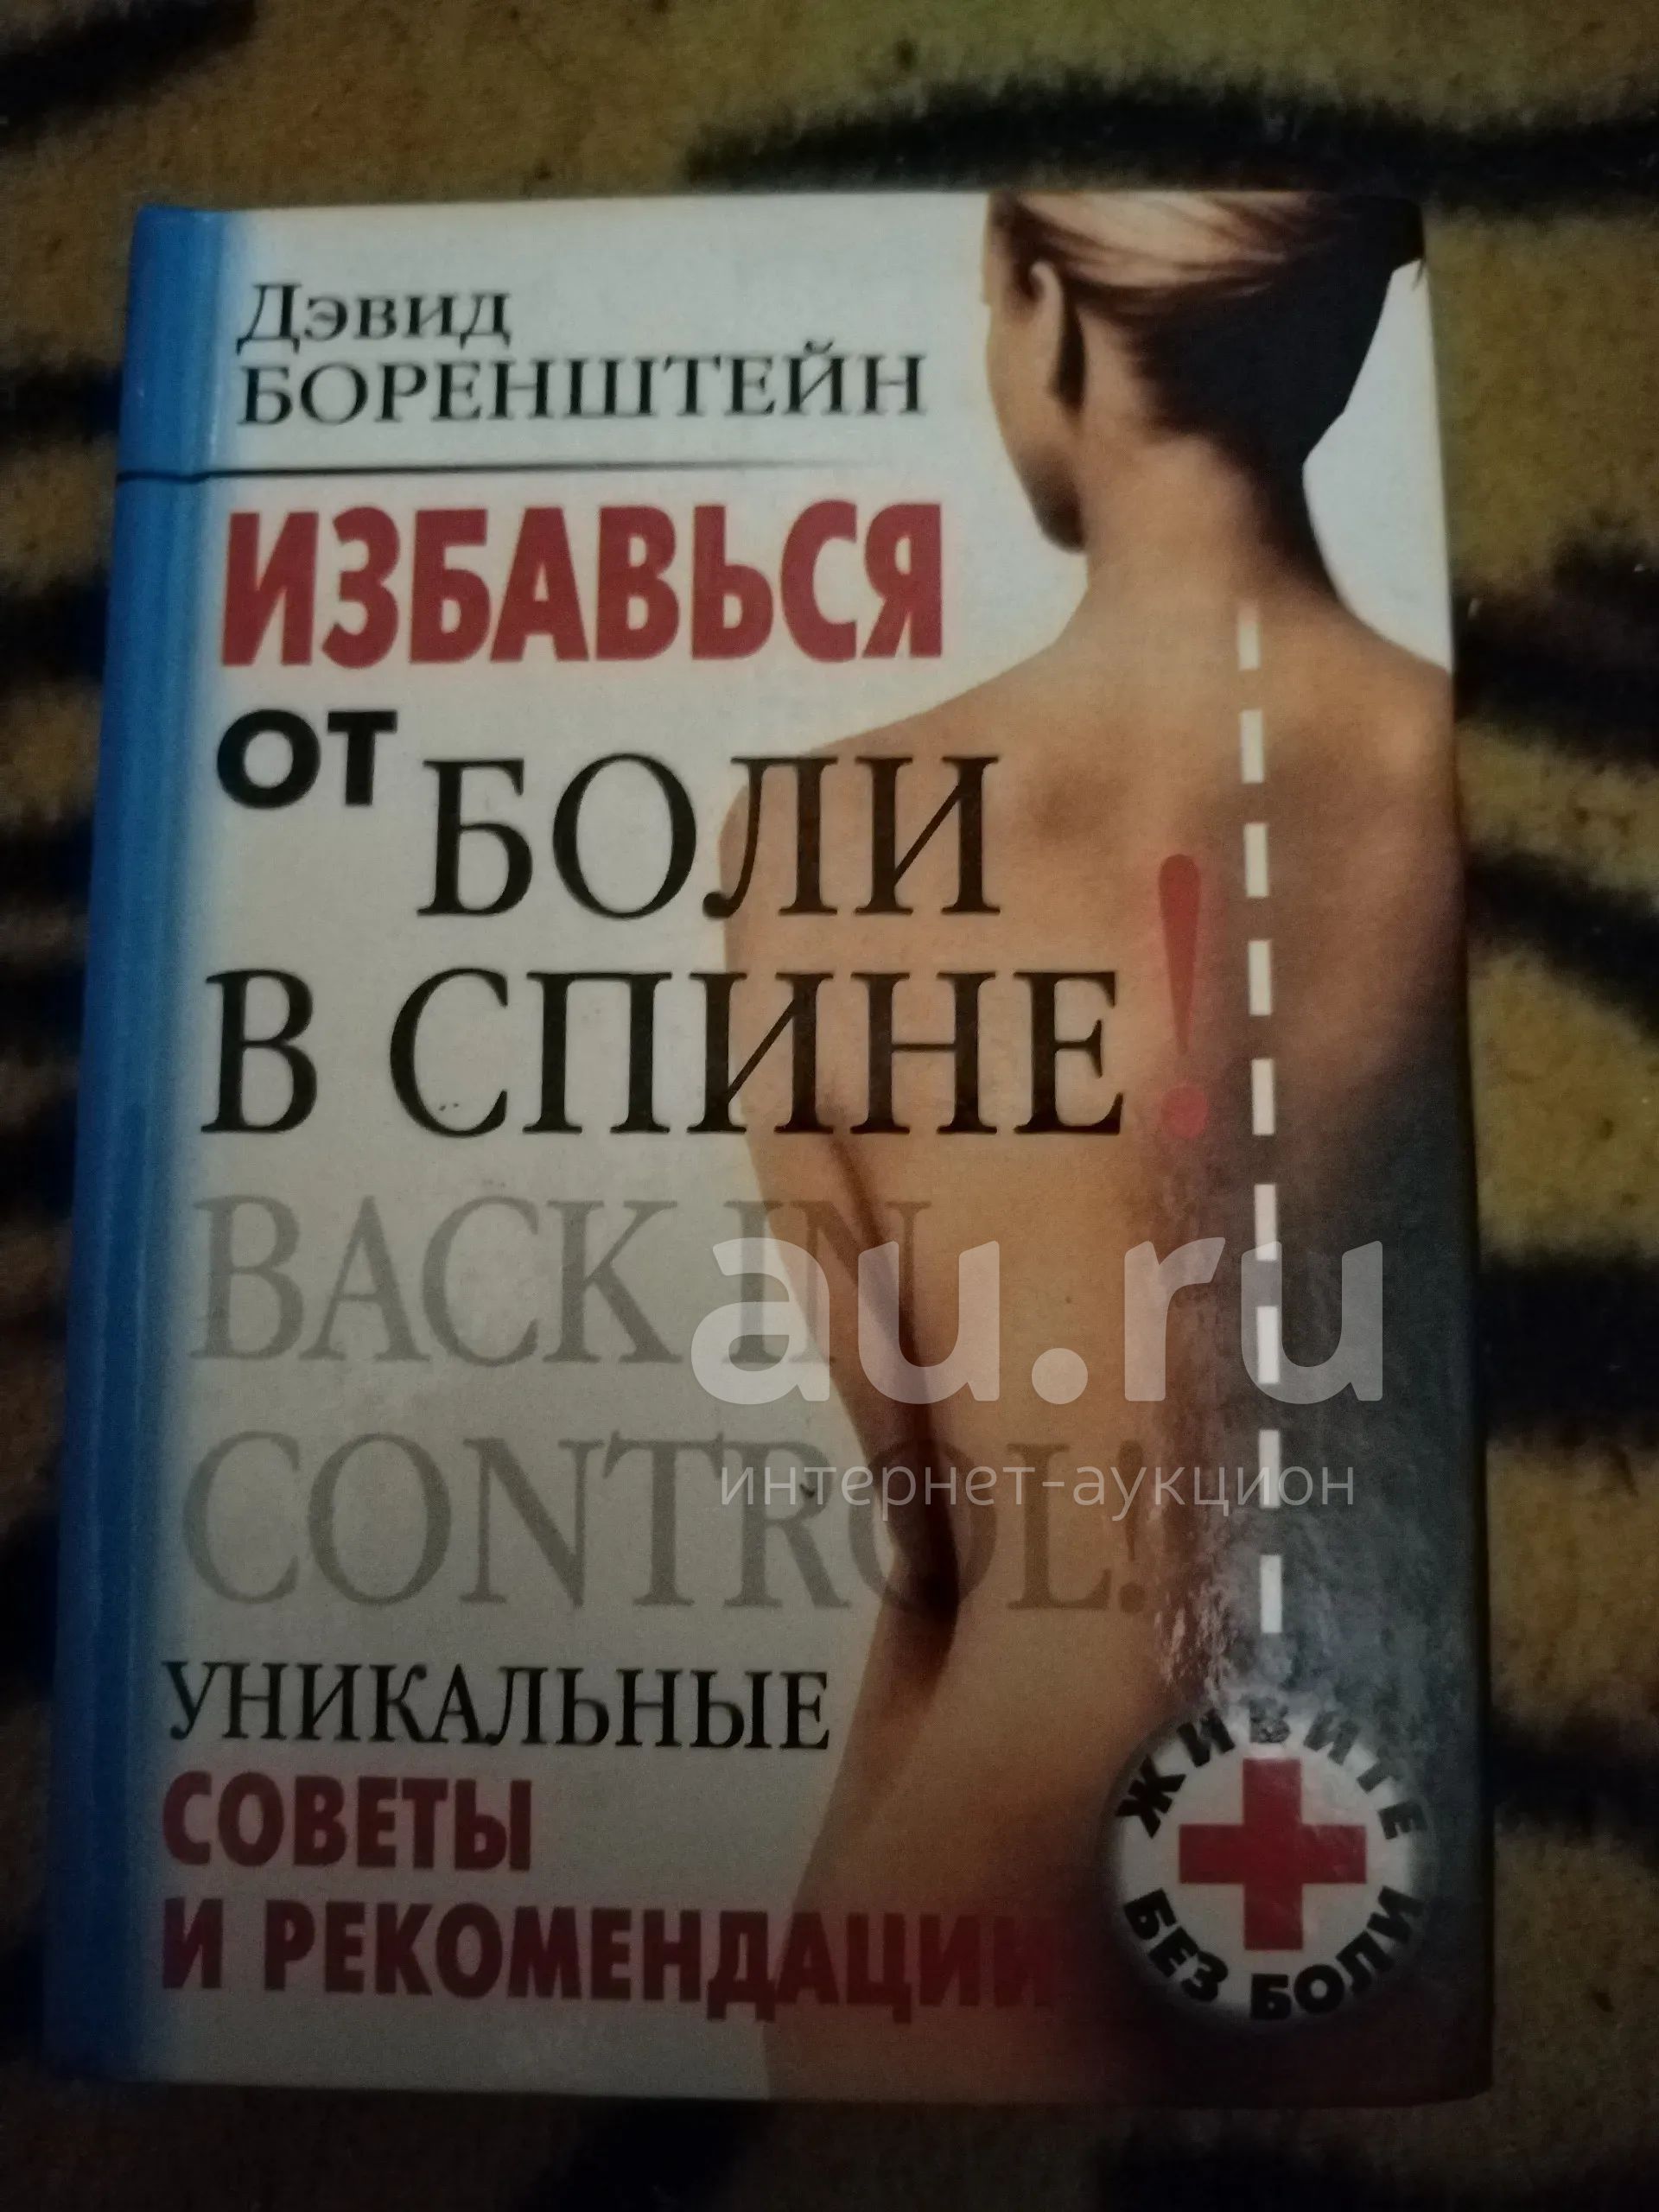 Дэвид
БОРЕНШТЕЙН
ИЗБАВЬСЯ
ОТ БОЛИ
В СПИНЕ!
BACK IN
CONTROL!
УНИКАЛЬНЫЕ
СОВЕТЫ
И РЕКОМЕНДАЦИИ
ЖИВИТЕ
БЕЗ БОЛИ
au.ru
интернет-аукцион